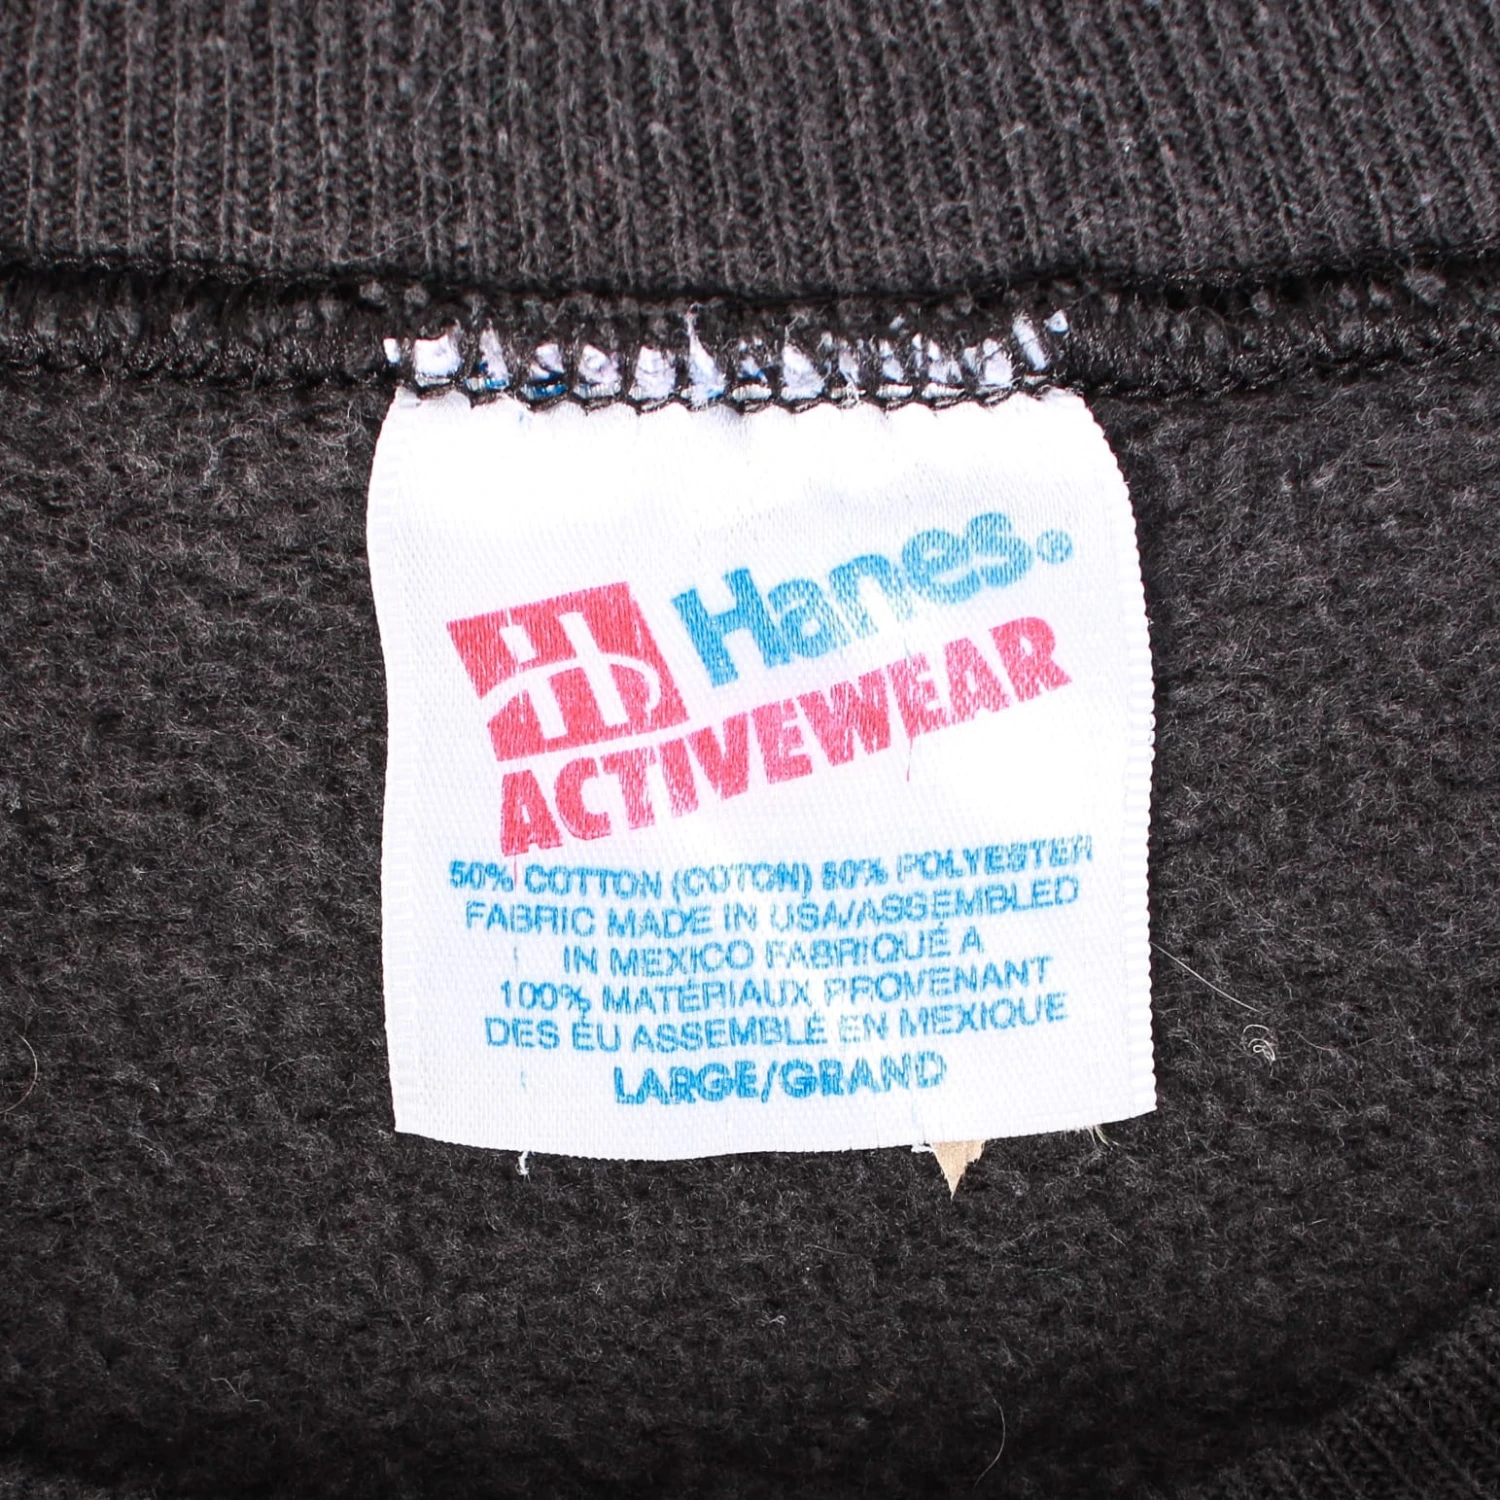 Hanes®
ACTIVEWEAR
50% COTTON (COTON) 50% POLYESTER
FABRIC MADE IN USA/ASSEMBLED
IN MEXICO FABRIQUÉ A
100% MATÉRIAUX PROVENANT
DES ÉU ASSEMBLÉ EN MEXIQUE
LARGE/GRAND